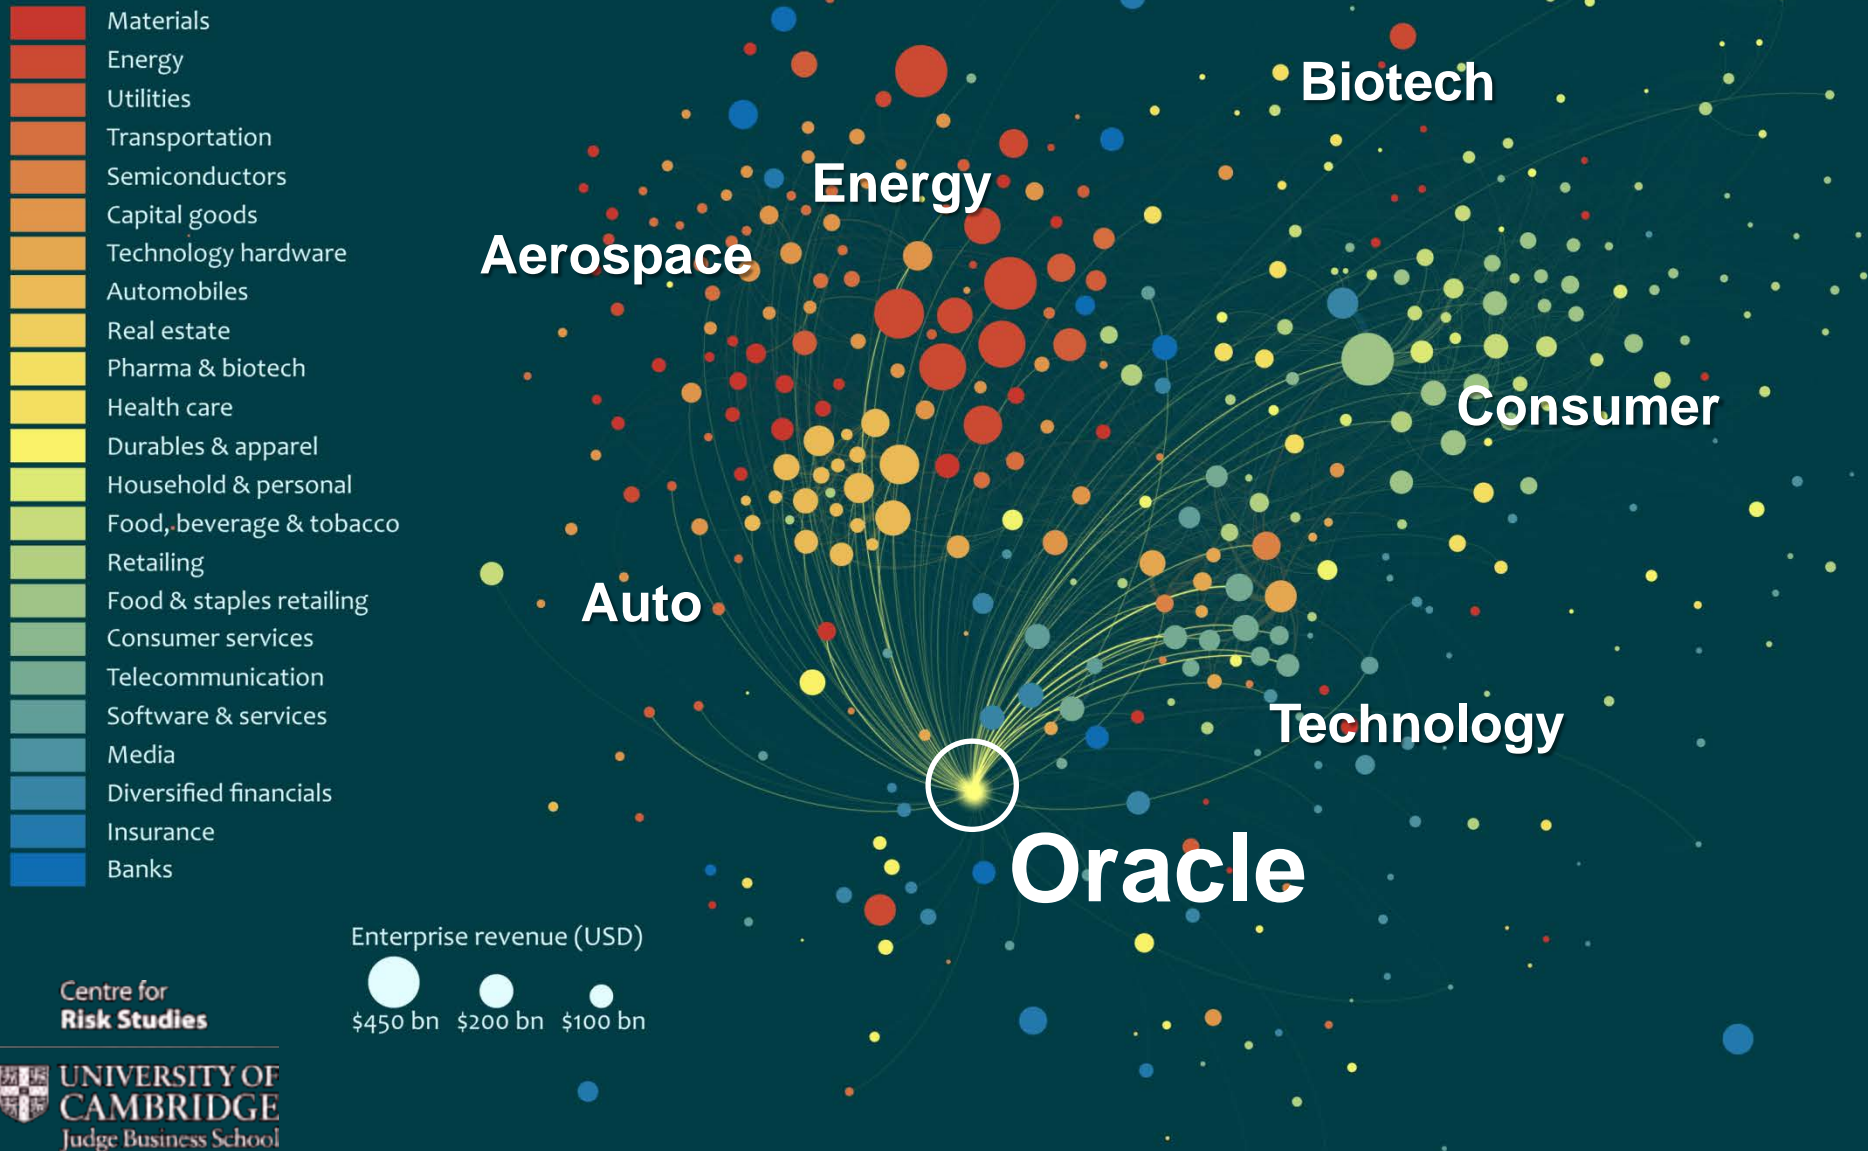 Materials
Energy
Utilities
Transportation
Semiconductors
Capital goods
Technology hardware
Automobiles
Real estate
Pharma & biotech
Health care
Durables & apparel
Household & personal
Food, beverage & tobacco
Retailing
Food & staples retailing
Consumer services
Telecommunication
Software & services
Media
Diversified financials
Insurance
Banks
Biotech
Energy
Aerospace
Consumer
Auto
Technology
Oracle
Enterprise revenue (USD)
$450 bn $200 bn $100 bn
Centre for
Risk Studies
UNIVERSITY OF
CAMBRIDGE
Judge Business School